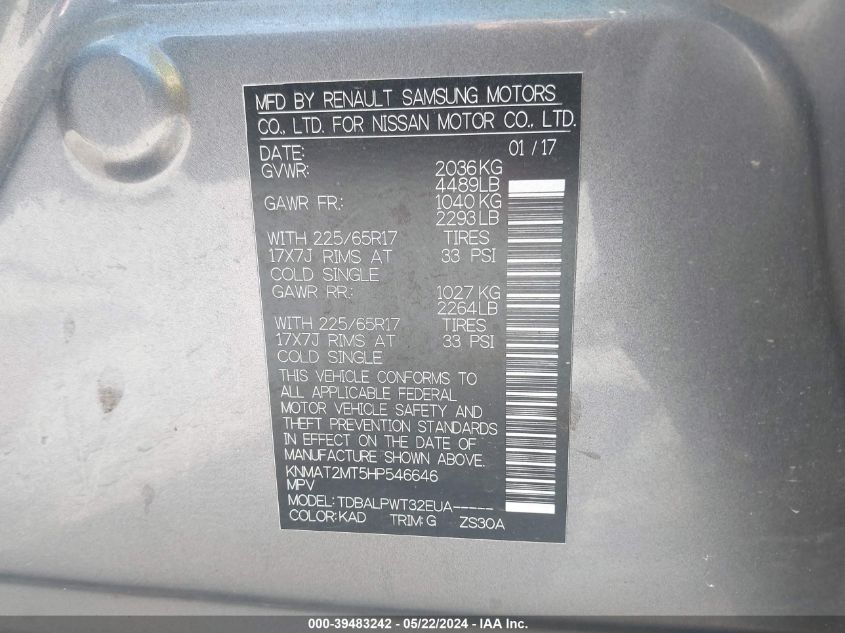 MFD BY RENAULT SAMSUNG MOTORS
CO., LTD. FOR NISSAN MOTOR CO., LTD.
DATE: 01 / 17
GVWR: 2036 KG
4489LB
GAWR FR.: 1040 KG
2293 LB
WITH 225/65R17 TIRES
17X7J RIMS AT 33 PSI
COLD SINGLE
GAWR RR.: 1027 KG
2264LB
WITH 225/65R17 TIRES
17X7J RIMS AT 33 PSI
COLD SINGLE
THIS VEHICLE CONFORMS TO
ALL APPLICABLE FEDERAL
MOTOR VEHICLE SAFETY AND
THEFT PREVENTION STANDARDS
IN EFFECT ON THE DATE OF
MANUFACTURE SHOWN ABOVE.
KNMAT2MT5HP546646
MPV
MODEL: TDBALPWT32EUA-----
COLOR: KAD TRIM: G ZS30A
000-39483242 - 05/22/2024 - IAA Inc.